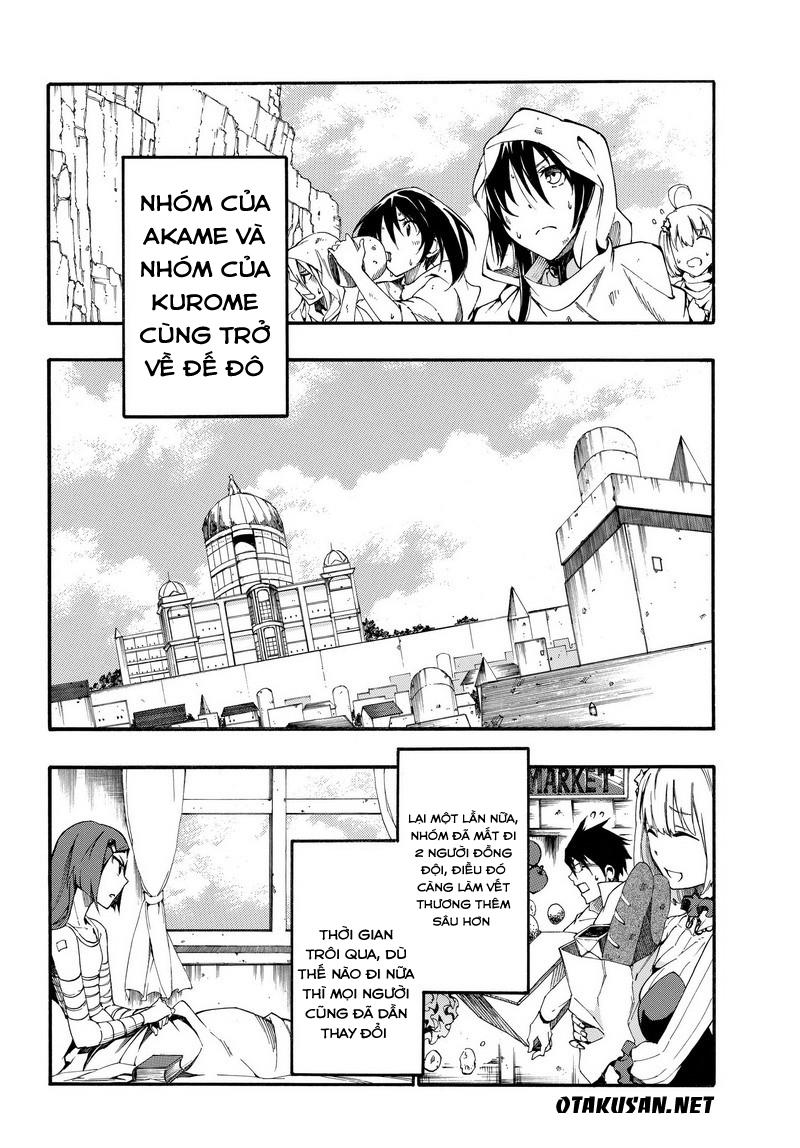 NHÓM CỦA
AKAME VÀ
NHÓM CỦA
KUROME
CÙNG TRỞ
VỀ ĐẾ ĐÔ
MARKET
LẠI MỘT LẦN NỮA,
NHÓM ĐÃ MẤT ĐI
2 NGƯỜI ĐỒNG
ĐỘI, ĐIỀU ĐÓ
CÀNG LÀM VẾT
THƯƠNG THÊM
SÂU HƠN
THỜI GIAN
TRÔI QUA, DÙ
THẾ NÀO ĐI NỮA
THÌ MỌI NGƯỜI
CŨNG ĐÃ DẦN
THAY ĐỔI
OTAKUSAN.NET